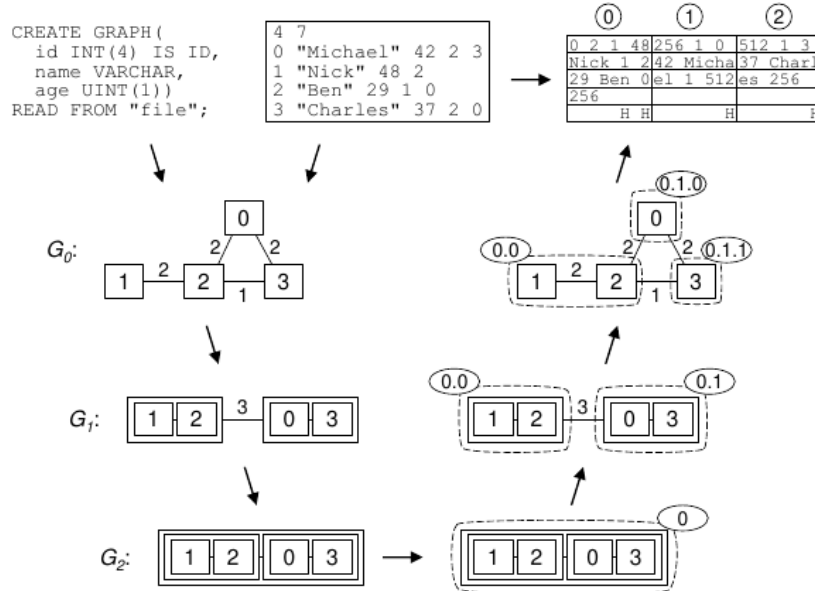 CREATE GRAPH(
id INT(4) IS ID,
name VARCHAR,
age UINT(1))
READ FROM "file";
4 7
0 "Michael" 42 2 3
1 "Nick" 48 2
2 "Ben" 29 1 0
3 "Charles" 37 2 0
0 1 2
0 2 1 48 256 1 0 512 1 3
Nick 1 2 42 Micha 37 Charl
29 Ben 0 el 1 512 es 256
256
H H H H
G0:
0
2 2
1 2 2 1 3
0.1.0
0
0.0 2 2 0.1.1
1 2 2 1 3
G1:
1 2 3 0 3
0.0 0.1
1 2 3 0 3
G2:
1 2 0 3
0
1 2 0 3